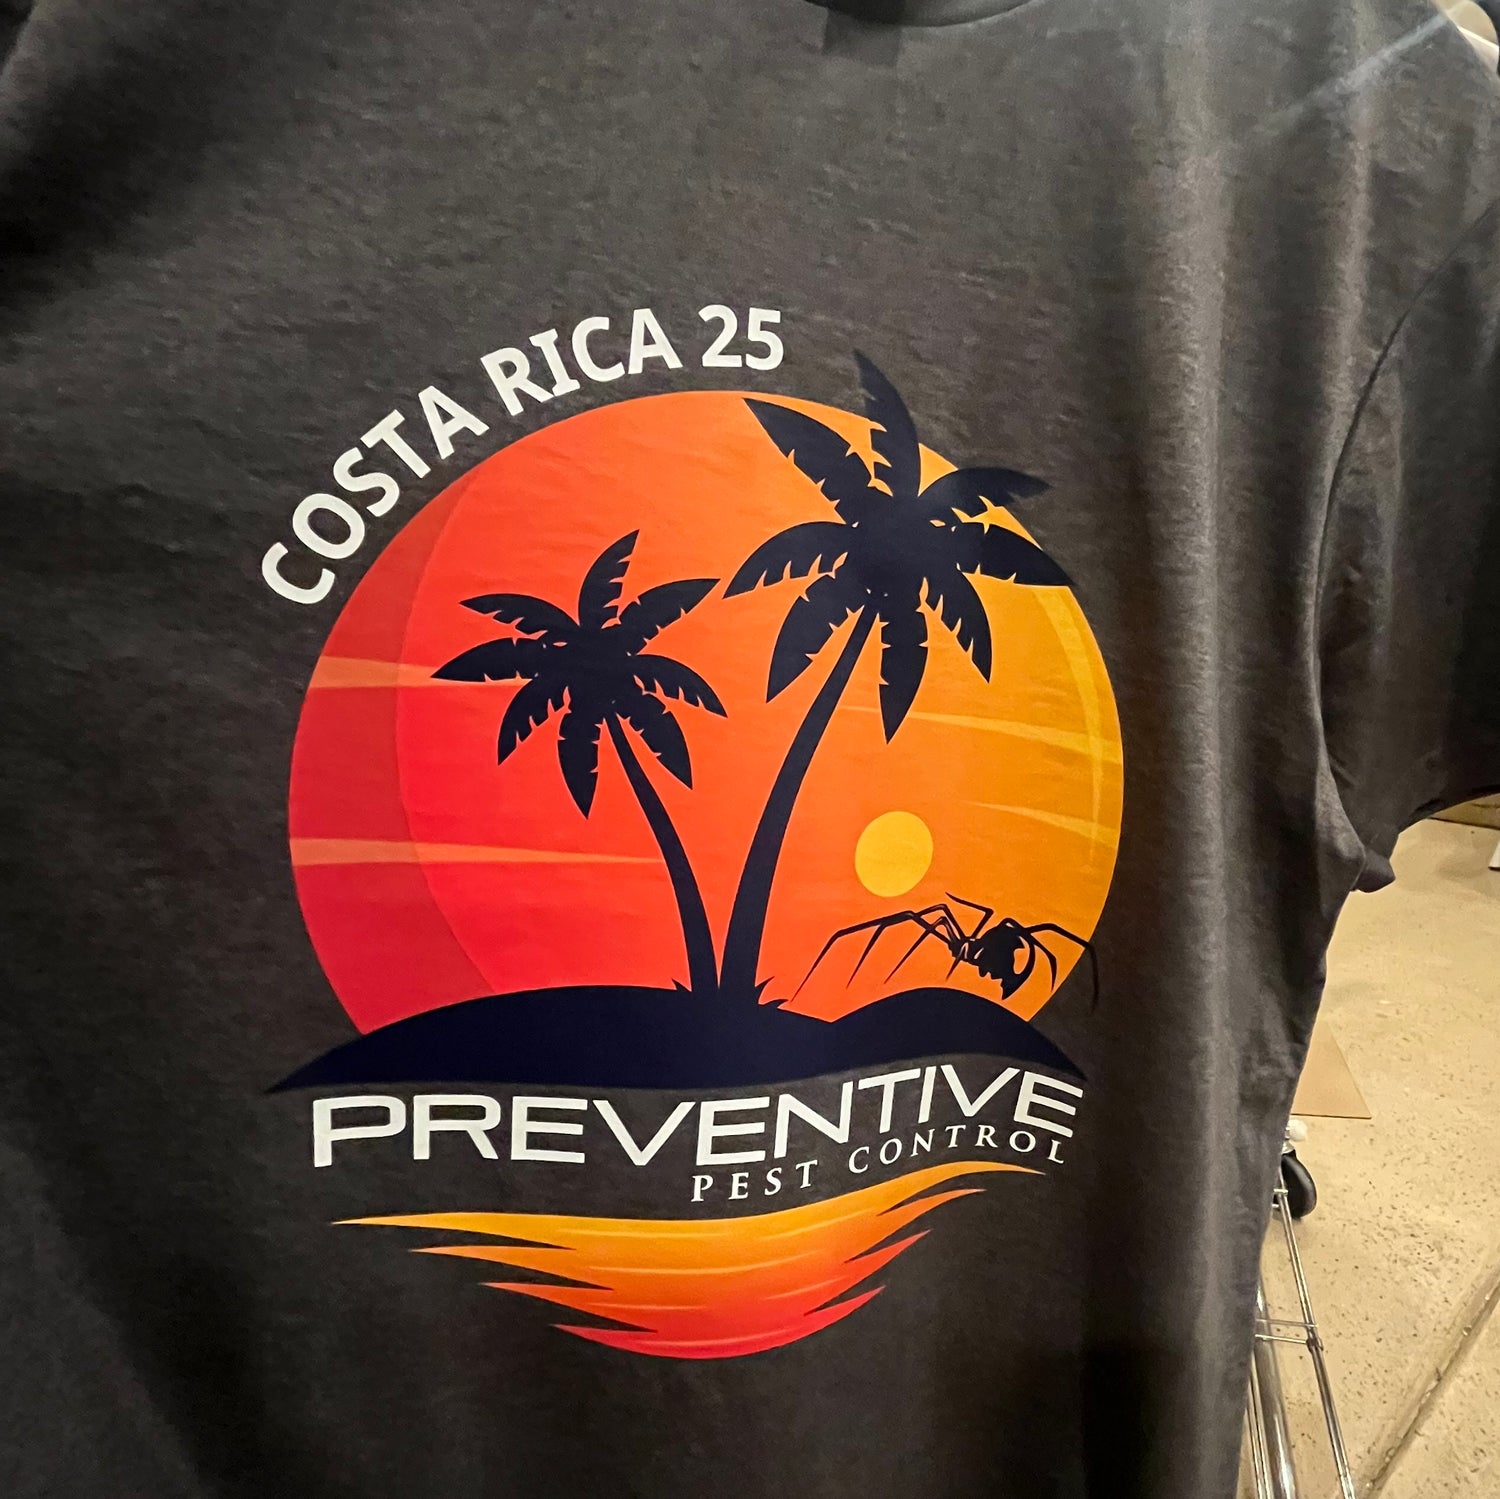 COSTA RICA 25
PREVENTIVE
PEST CONTROL